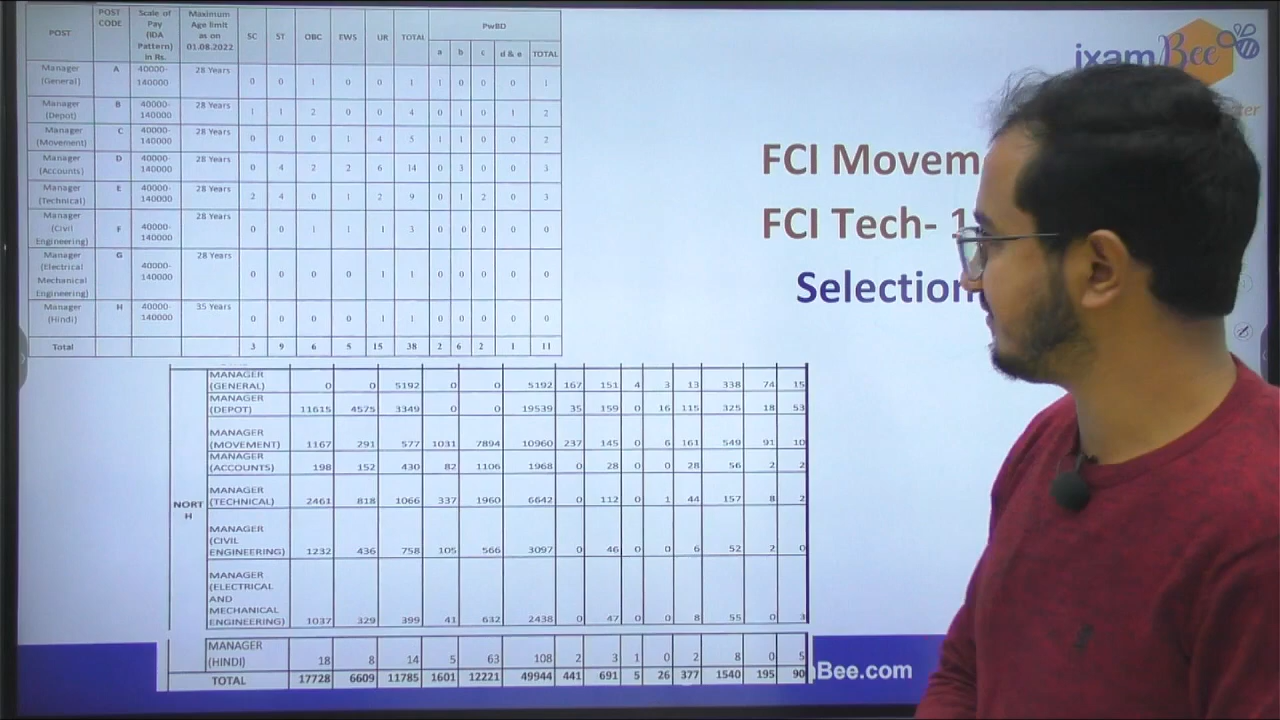 POST POST CODE Scale of Pay (IDA Pattern) in Rs. Maximum Age limit as on 01.08.2022 SC ST OBC EWS UR TOTAL PwBD
a b c d & e TOTAL
Manager (General) A 40000-140000 28 Years 0 0 1 0 0 1 1 0 0 0 1
Manager (Depot) B 40000-140000 28 Years 1 1 2 0 0 4 0 1 0 1 2
Manager (Movement) C 40000-140000 28 Years 0 0 0 1 4 5 1 1 0 0 2
Manager (Accounts) D 40000-140000 28 Years 0 4 2 2 6 14 0 3 0 0 3
Manager (Technical) E 40000-140000 28 Years 2 4 0 1 2 9 0 1 2 0 3
Manager (Civil Engineering) F 40000-140000 28 Years 0 0 1 1 1 3 0 0 0 0 0
Manager (Electrical Mechanical Engineering) G 40000-140000 28 Years 0 0 0 0 1 1 0 0 0 0 0
Manager (Hindi) H 40000-140000 35 Years 0 0 0 0 1 1 0 0 0 0 0
Total 3 9 6 5 15 38 2 6 2 1 11
ixamBee
FCI Movem
FCI Tech- 1
Selection
NORTH
MANAGER (GENERAL) 0 0 5192 0 0 5192 167 151 4 3 13 338 74 15
MANAGER (DEPOT) 11615 4575 3349 0 0 19539 35 159 0 16 115 325 18 53
MANAGER (MOVEMENT) 1167 291 577 1031 7894 10960 237 145 0 6 161 549 91 10
MANAGER (ACCOUNTS) 198 152 430 82 1106 1968 0 28 0 0 28 56 2 2
MANAGER (TECHNICAL) 2461 818 1066 337 1960 6642 0 112 0 1 44 157 8 2
MANAGER (CIVIL ENGINEERING) 1232 436 758 105 566 3097 0 46 0 0 6 52 2 0
MANAGER (ELECTRICAL AND MECHANICAL ENGINEERING) 1037 329 399 41 632 2438 0 47 0 0 8 55 0 3
MANAGER (HINDI) 18 8 14 5 63 108 2 3 1 0 2 8 0 5
TOTAL 17728 6609 11785 1601 12221 49944 441 691 5 26 377 1540 195 90
mBee.com